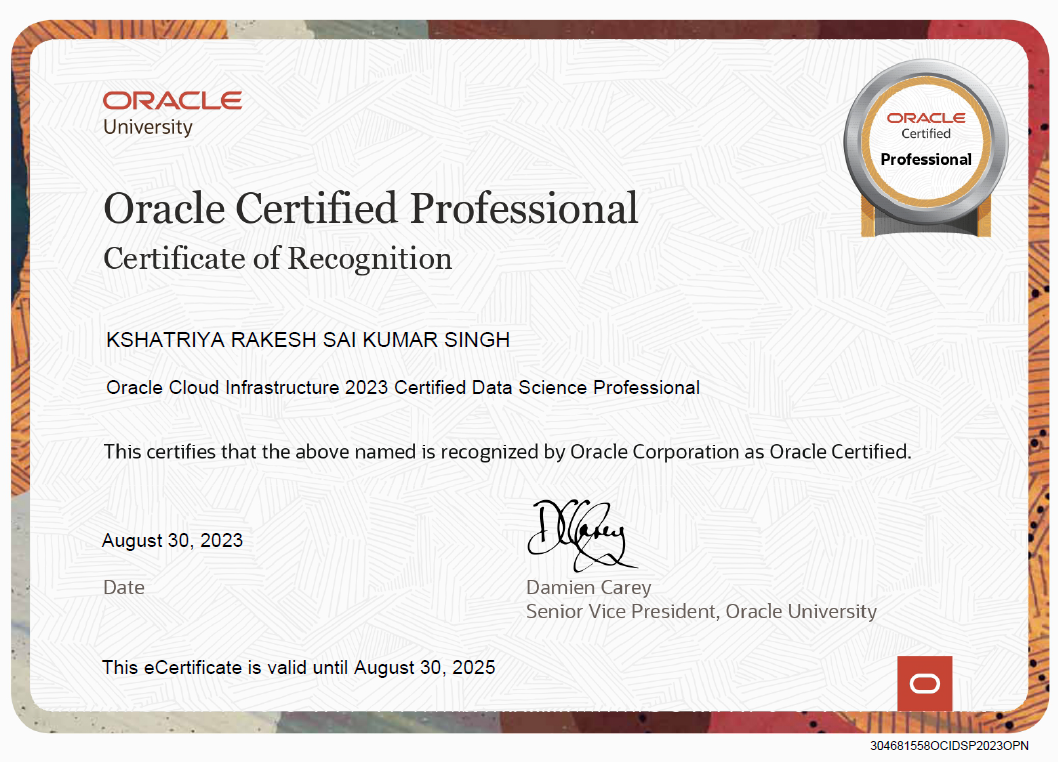 ORACLE
University
ORACLE
Certified
Professional
Oracle Certified Professional
Certificate of Recognition
KSHATRIYA RAKESH SAI KUMAR SINGH
Oracle Cloud Infrastructure 2023 Certified Data Science Professional
This certifies that the above named is recognized by Oracle Corporation as Oracle Certified.
August 30, 2023
Date
DCarey
Damien Carey
Senior Vice President, Oracle University
This eCertificate is valid until August 30, 2025
304681558OCIDSP2023OPN